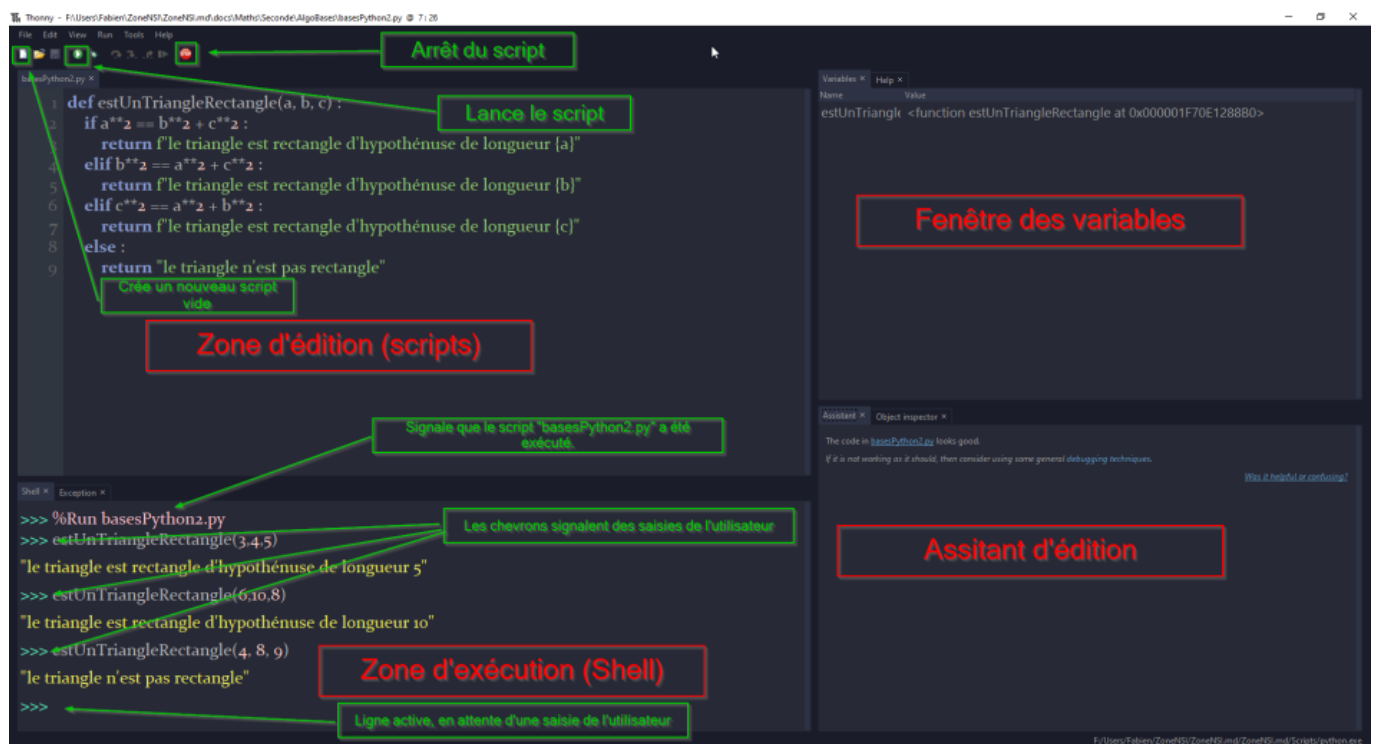 Thonny - F:\Users\Fabien\ZoneNSI\ZoneNSI.md\docs\Maths\Seconde\AlgoBases\basesPython2.py @ 7:26
File Edit View Run Tools Help
Arrêt du script
basesPython2.py ×
Lance le script
1 def estUnTriangleRectangle(a, b, c) :
2 if a**2 == b**2 + c**2 :
3 return f"le triangle est rectangle d'hypothénuse de longueur {a}"
4 elif b**2 == a**2 + c**2 :
5 return f"le triangle est rectangle d'hypothénuse de longueur {b}"
6 elif c**2 == a**2 + b**2 :
7 return f"le triangle est rectangle d'hypothénuse de longueur {c}"
8 else :
9 return "le triangle n'est pas rectangle"
Crée un nouveau script
vide
Zone d'édition (scripts)
Variables × Help ×
Name Value
estUnTriangle <function estUnTriangleRectangle at 0x000001F70E1288B0>
Fenêtre des variables
Signale que le script "basesPython2.py" a été
exécuté.
Shell × Exception ×
>>> %Run basesPython2.py
>>> estUnTriangleRectangle(3,4,5)
"le triangle est rectangle d'hypothénuse de longueur 5"
>>> estUnTriangleRectangle(6,10,8)
"le triangle est rectangle d'hypothénuse de longueur 10"
>>> estUnTriangleRectangle(4, 8, 9)
"le triangle n'est pas rectangle"
>>>
Les chevrons signalent des saisies de l'utilisateur
Zone d'exécution (Shell)
Ligne active, en attente d'une saisie de l'utilisateur
Assistant × Object inspector ×
The code in basesPython2.py looks good.
If it is not working as it should, then consider using some general debugging techniques.
Was it helpful or confusing?
Assitant d'édition
F:/Users/Fabien/ZoneNSI/ZoneNSI.md/ZoneNSI.md/Scripts/python.exe